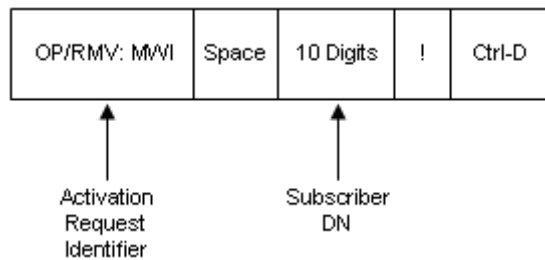 OP/RMV: MWI Space 10 Digits ! Ctrl-D
Activation
Request
Identifier
Subscriber
DN